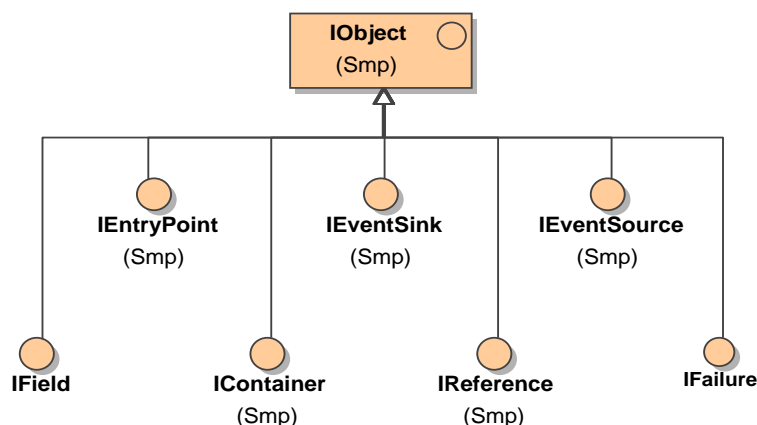 IObject
(Smp)
IEntryPoint
(Smp)
IEventSink
(Smp)
IEventSource
(Smp)
IField
IContainer
(Smp)
IReference
(Smp)
IFailure